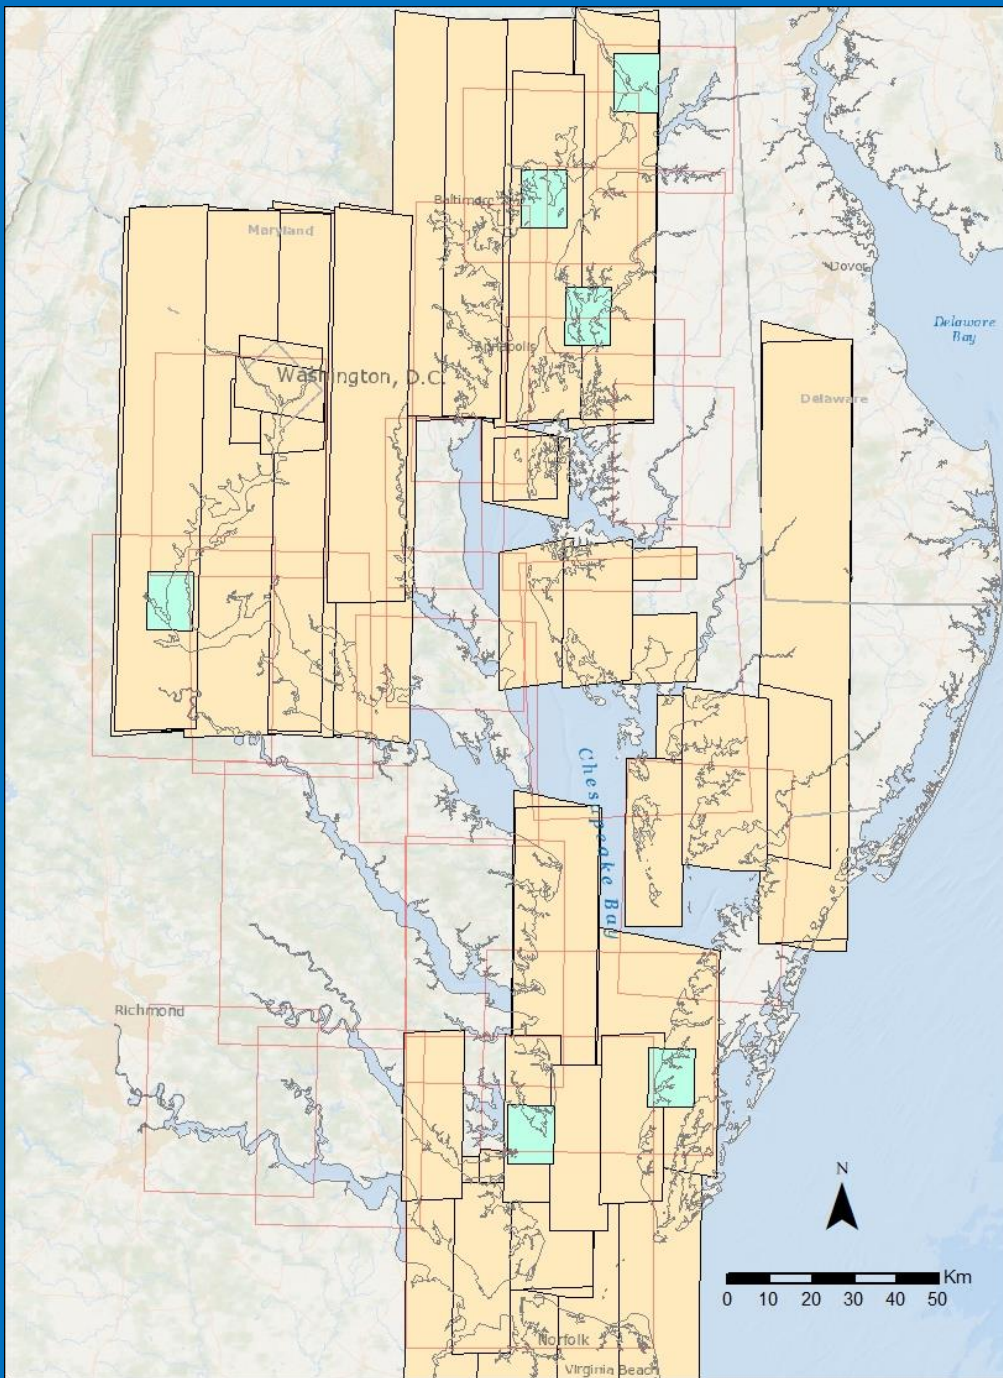 Baltimore
Maryland
Dover
Delaware
Bay
Annapolis
Washington, D.C.
Delaware
Chesapeake Bay
Richmond
N
Km
0 10 20 30 40 50
Norfolk
Virginia Beach